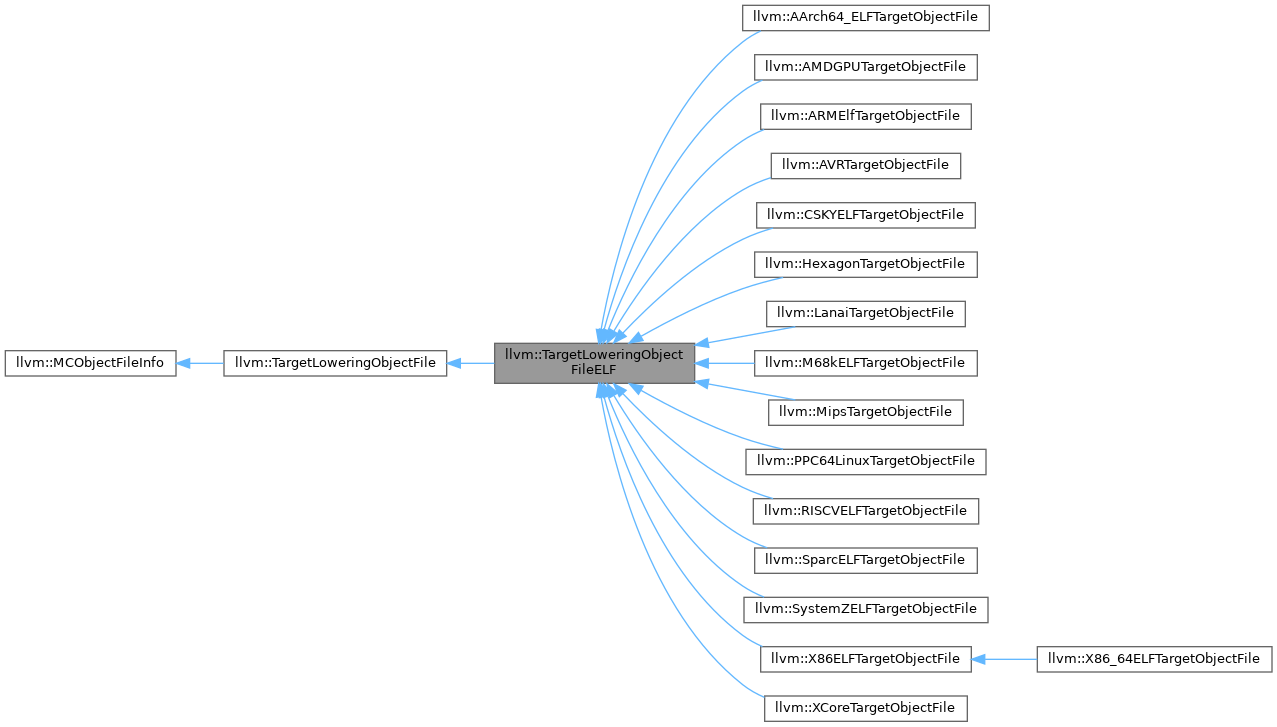 llvm::AArch64_ELFTargetObjectFile
llvm::AMDGPUTargetObjectFile
llvm::ARMElfTargetObjectFile
llvm::AVRTargetObjectFile
llvm::CSKYELFTargetObjectFile
llvm::HexagonTargetObjectFile
llvm::LanaiTargetObjectFile
llvm::MCObjectFileInfo
llvm::TargetLoweringObjectFile
llvm::TargetLoweringObject
FileELF
llvm::M68kELFTargetObjectFile
llvm::MipsTargetObjectFile
llvm::PPC64LinuxTargetObjectFile
llvm::RISCVELFTargetObjectFile
llvm::SparcELFTargetObjectFile
llvm::SystemZELFTargetObjectFile
llvm::X86ELFTargetObjectFile
llvm::X86_64ELFTargetObjectFile
llvm::XCoreTargetObjectFile